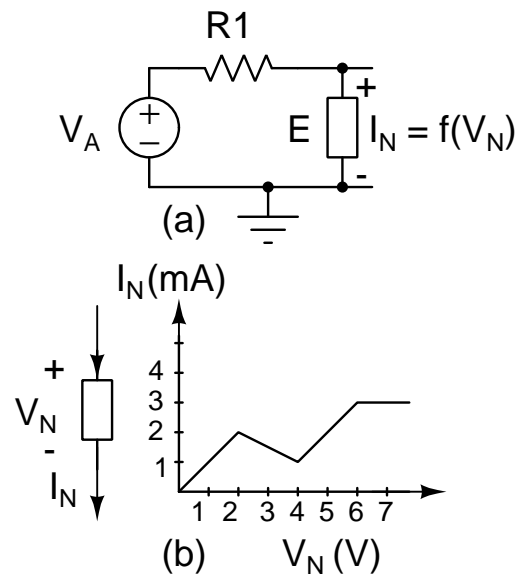 R1
+
+
−
V_A
E
I_N = f(V_N)
-
(a)
I_N (mA)
+
V_N
-
I_N
4
3
2
1
1 2 3 4 5 6 7
(b)
V_N (V)